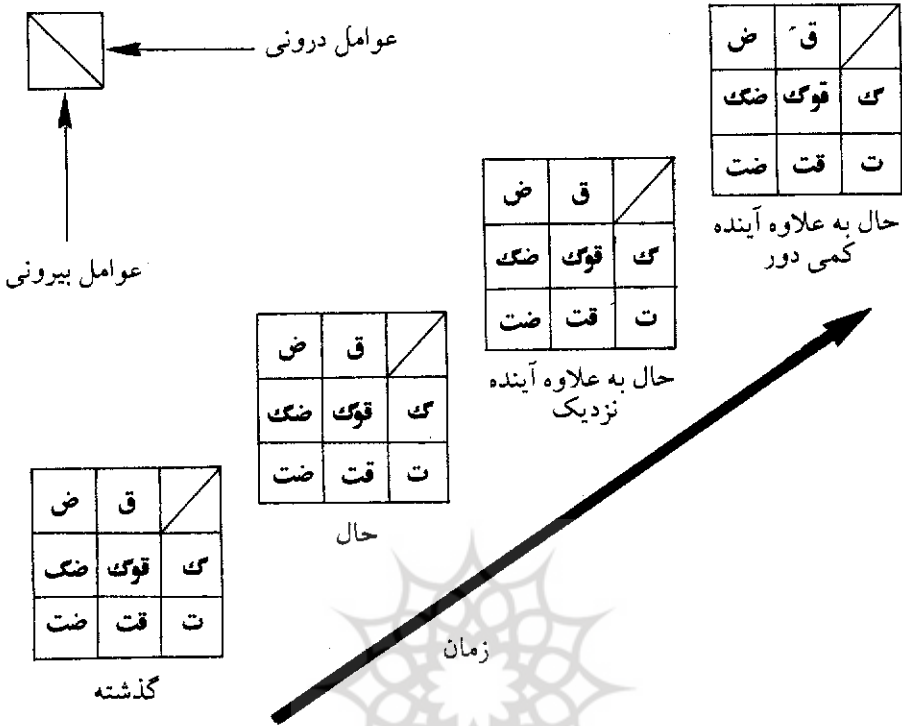 عوامل درونی
عوامل بیرونی
ق ض
ک قوک ضک
ت قت ضت
حال به علاوه آینده
کمی دور
ق ض
ک قوک ضک
ت قت ضت
حال به علاوه آینده
نزدیک
ق ض
ک قوک ضک
ت قت ضت
حال
ق ض
ک قوک ضک
ت قت ضت
گذشته
زمان